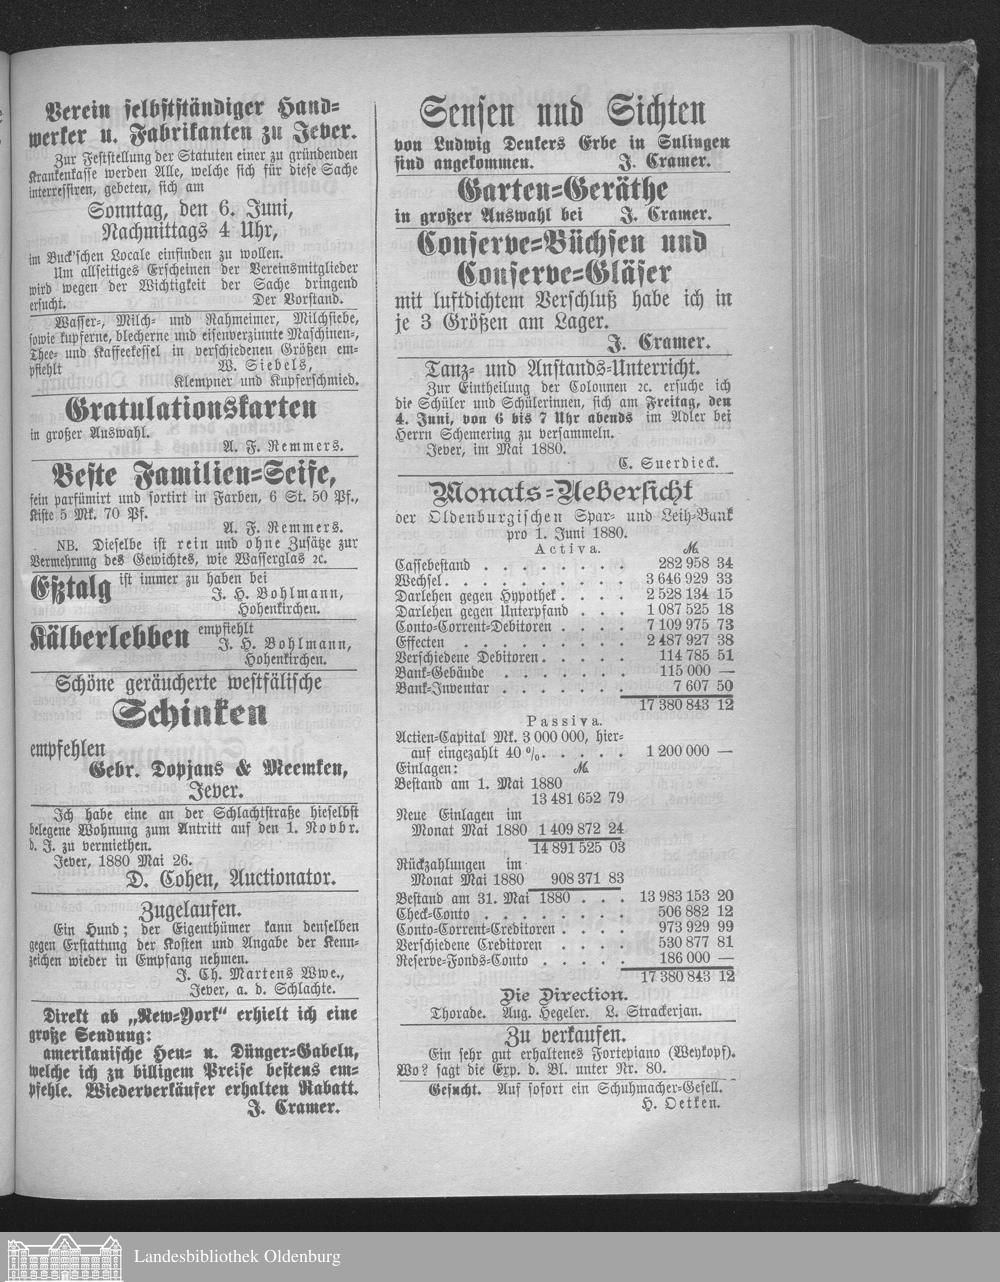 Verein selbstständiger Hand-
werker u. Fabrikanten zu Jever.
Zur Feststellung der Statuten einer zu gründenden
Krankenkasse werden Alle, welche sich für diese Sache
interressiren, gebeten, sich am
Sonntag, den 6. Juni,
Nachmittags 4 Uhr,
im Buck'schen Locale einfinden zu wollen.
Um allseitiges Erscheinen der Vereinsmitglieder
wird wegen der Wichtigkeit der Sache dringend
ersucht. Der Vorstand.
Wasser-, Milch- und Rahmeimer, Milchsiebe,
sowie kupferne, blecherne und eisenverzinnte Maschinen-,
Thee- und Kaffeekessel in verschiedenen Größen em-
pfiehlt W. Siebels,
Klempner und Kupferschmied.
Gratulationskarten
in großer Auswahl.
A. F. Remmers.
Beste Familien-Seife,
fein parfümirt und sortirt in Farben, 6 St. 50 Pf.,
Kiste 5 Mk. 70 Pf.
A. F. Remmers.
NB. Dieselbe ist rein und ohne Zusätze zur
Vermehrung des Gewichtes, wie Wasserglas ꝛc.
Eßtalg ist immer zu haben bei
J. H. Bohlmann,
Hohenkirchen.
Kälberlebben empfiehlt
J. H. Bohlmann,
Hohenkirchen.
Schöne geräucherte westfälische
Schinken
empfehlen
Gebr. Dopjans & Meemken,
Jever.
Ich habe eine an der Schlachtstraße hieselbst
belegene Wohnung zum Antritt auf den 1. Novbr.
d. J. zu vermiethen.
Jever, 1880 Mai 26.
D. Cohen, Auctionator.
Zugelaufen.
Ein Hund; der Eigenthümer kann denselben
gegen Erstattung der Kosten und Angabe der Kenn-
zeichen wieder in Empfang nehmen.
J. Ch. Martens Wwe.,
Jever, a. d. Schlachte.
Direkt ab „New-York" erhielt ich eine
große Sendung:
amerikanische Heu- u. Dünger-Gabeln,
welche ich zu billigem Preise bestens em-
pfehle. Wiederverkäufer erhalten Rabatt.
J. Cramer.
Sensen und Sichten
von Ludwig Denkers Erbe in Sulingen
sind angekommen. J. Cramer.
Garten-Geräthe
in großer Auswahl bei J. Cramer.
Conserve-Büchsen und
Conserve-Gläser
mit luftdichtem Verschluß habe ich in
je 3 Größen am Lager.
J. Cramer.
Tanz- und Anstands-Unterricht.
Zur Eintheilung der Colonnen ꝛc. ersuche ich
die Schüler und Schülerinnen, sich am Freitag, den
4. Juni, von 6 bis 7 Uhr abends im Adler bei
Herrn Schemering zu versammeln.
Jever, im Mai 1880.
C. Suerdieck.
Monats-Uebersicht
der Oldenburgischen Spar- und Leih-Bank
pro 1. Juni 1880.
Activa. M.
Cassebestand . . . . . . . . . 282 958 34
Wechsel . . . . . . . . . . . 3 646 929 33
Darlehen gegen Hypothek . . . . 2 528 134 15
Darlehen gegen Unterpfand . . . 1 087 525 18
Conto-Corrent-Debitoren . . . . 7 109 975 73
Effecten . . . . . . . . . . 2 487 927 38
Verschiedene Debitoren . . . . . 114 785 51
Bank-Gebäude . . . . . . . . 115 000 —
Bank-Inventar . . . . . . . . 7 607 50
17 380 843 12
Passiva.
Actien-Capital Mk. 3 000 000, hier-
auf eingezahlt 40 %. . . . . 1 200 000 —
Einlagen: M.
Bestand am 1. Mai 1880
13 481 652 79
Neue Einlagen im
Monat Mai 1880 1 409 872 24
14 891 525 03
Rückzahlungen im
Monat Mai 1880 908 371 83
Bestand am 31. Mai 1880 . . . 13 983 153 20
Check-Conto . . . . . . . . 506 882 12
Conto-Corrent-Creditoren . . . . 973 929 99
Verschiedene Creditoren . . . . 530 877 81
Reserve-Fonds-Conto . . . . . 186 000 —
17 380 843 12
Die Direction.
Thorade. Aug. Hegeler. L. Strackerjan.
Zu verkaufen.
Ein sehr gut erhaltenes Fortepiano (Weykopf).
Wo? sagt die Exp. d. Bl. unter Nr. 80.
Gesucht. Auf sofort ein Schuhmacher-Gesell.
H. Oetken.
Landesbibliothek Oldenburg